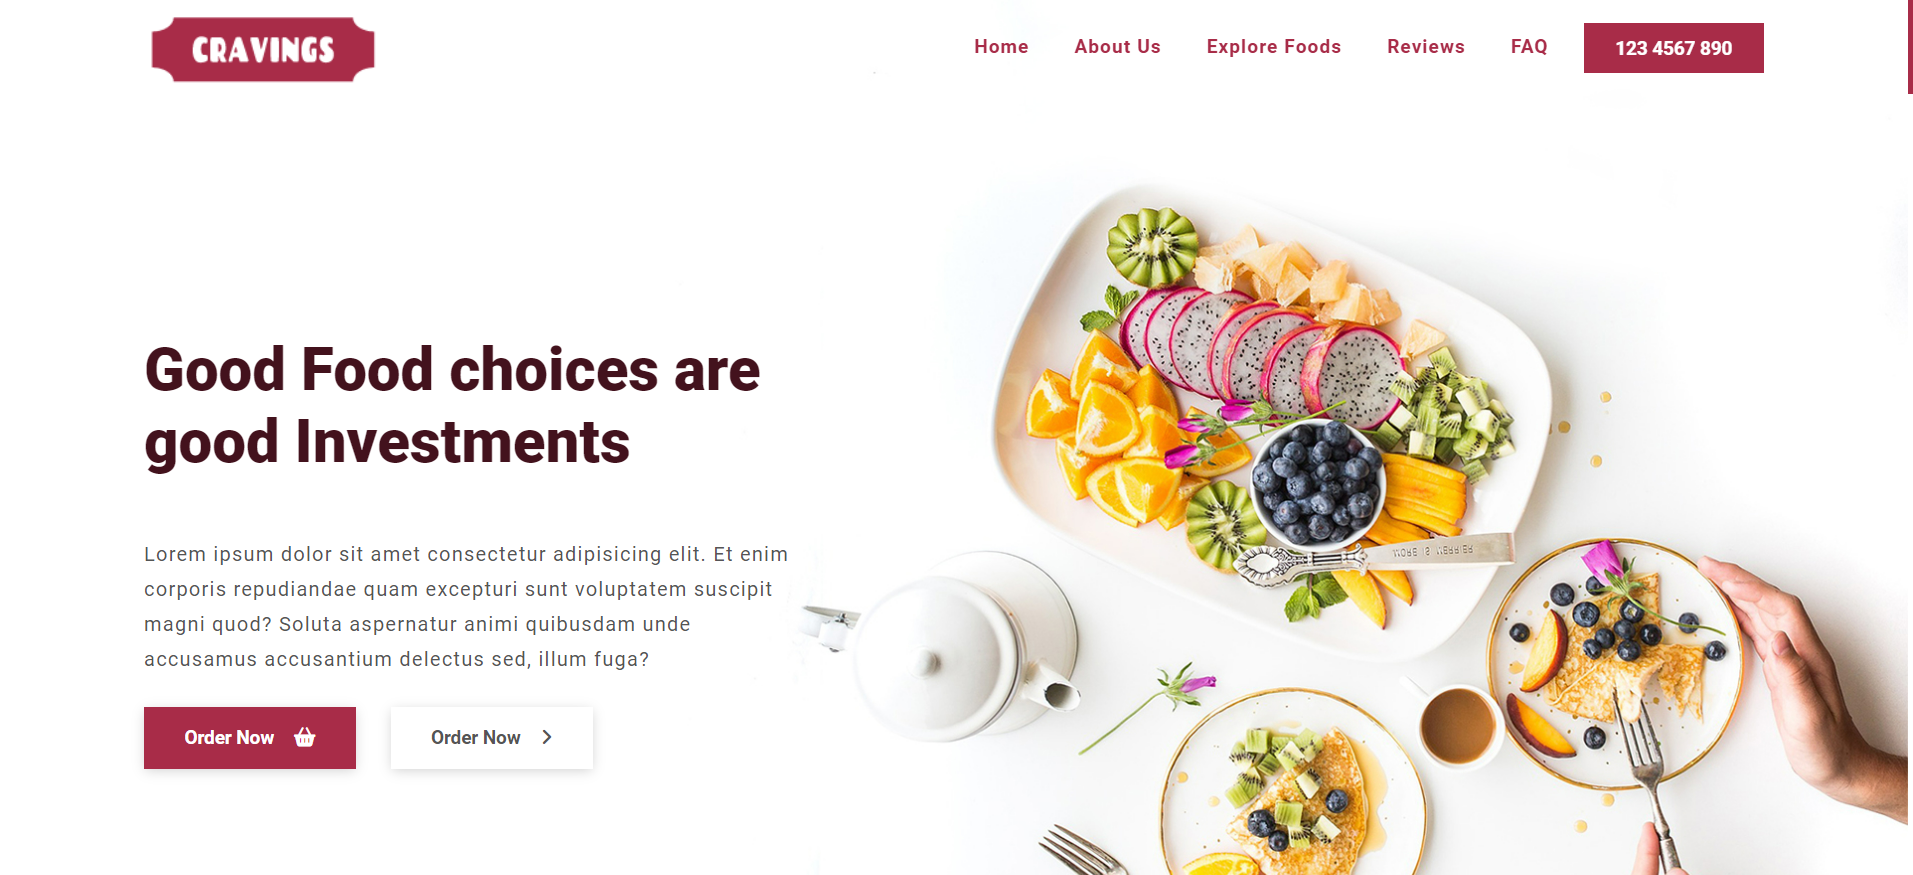 CRAVINGS
Home About Us Explore Foods Reviews FAQ 123 4567 890
Good Food choices are
good Investments
Lorem ipsum dolor sit amet consectetur adipisicing elit. Et enim
corporis repudiandae quam excepturi sunt voluptatem suscipit
magni quod? Soluta aspernatur animi quibusdam unde
accusamus accusantium delectus sed, illum fuga?
Order Now
Order Now